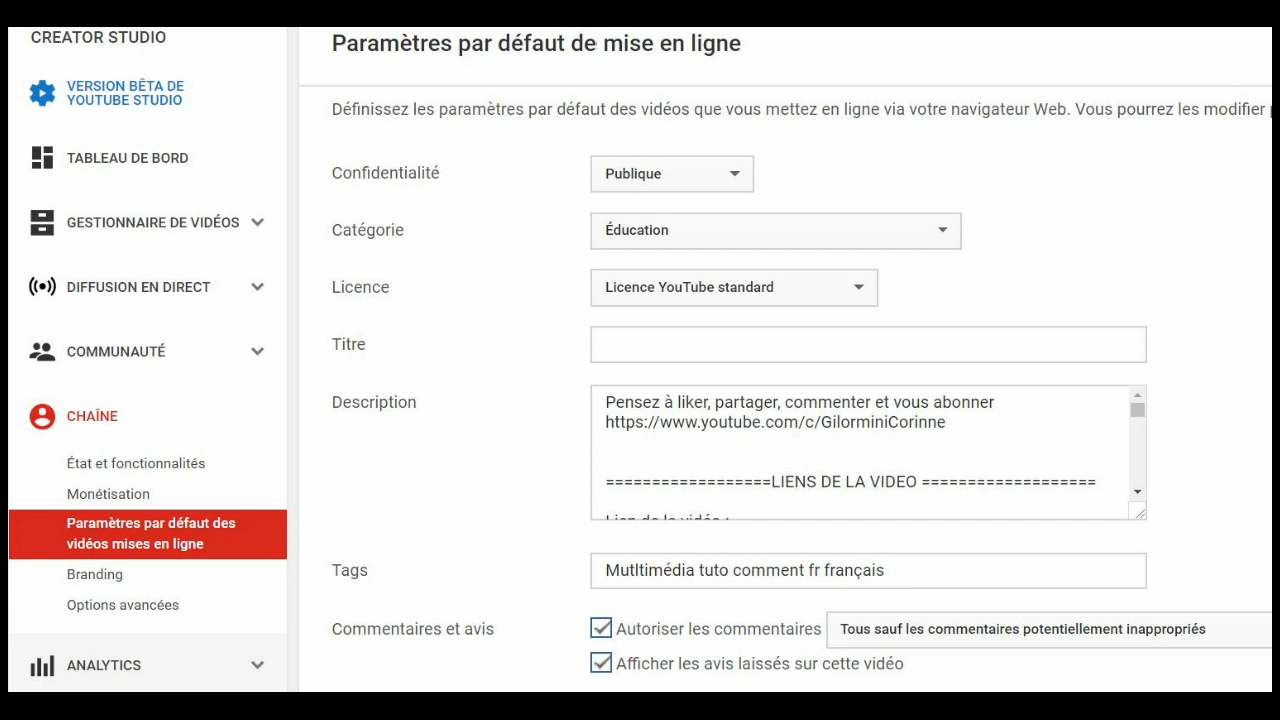 CREATOR STUDIO
VERSION BÊTA DE
YOUTUBE STUDIO
TABLEAU DE BORD
GESTIONNAIRE DE VIDÉOS
DIFFUSION EN DIRECT
COMMUNAUTÉ
CHAÎNE
État et fonctionnalités
Monétisation
Paramètres par défaut des
vidéos mises en ligne
Branding
Options avancées
ANALYTICS
Paramètres par défaut de mise en ligne
Définissez les paramètres par défaut des vidéos que vous mettez en ligne via votre navigateur Web. Vous pourrez les modifier
Confidentialité
Publique
Catégorie
Éducation
Licence
Licence YouTube standard
Titre
Description
Pensez à liker, partager, commenter et vous abonner
https://www.youtube.com/c/GilorminiCorinne
==================LIENS DE LA VIDEO ===================
Lien de la vidéo :
Tags
Mutltimédia tuto comment fr français
Commentaires et avis
Autoriser les commentaires
Tous sauf les commentaires potentiellement inappropriés
Afficher les avis laissés sur cette vidéo